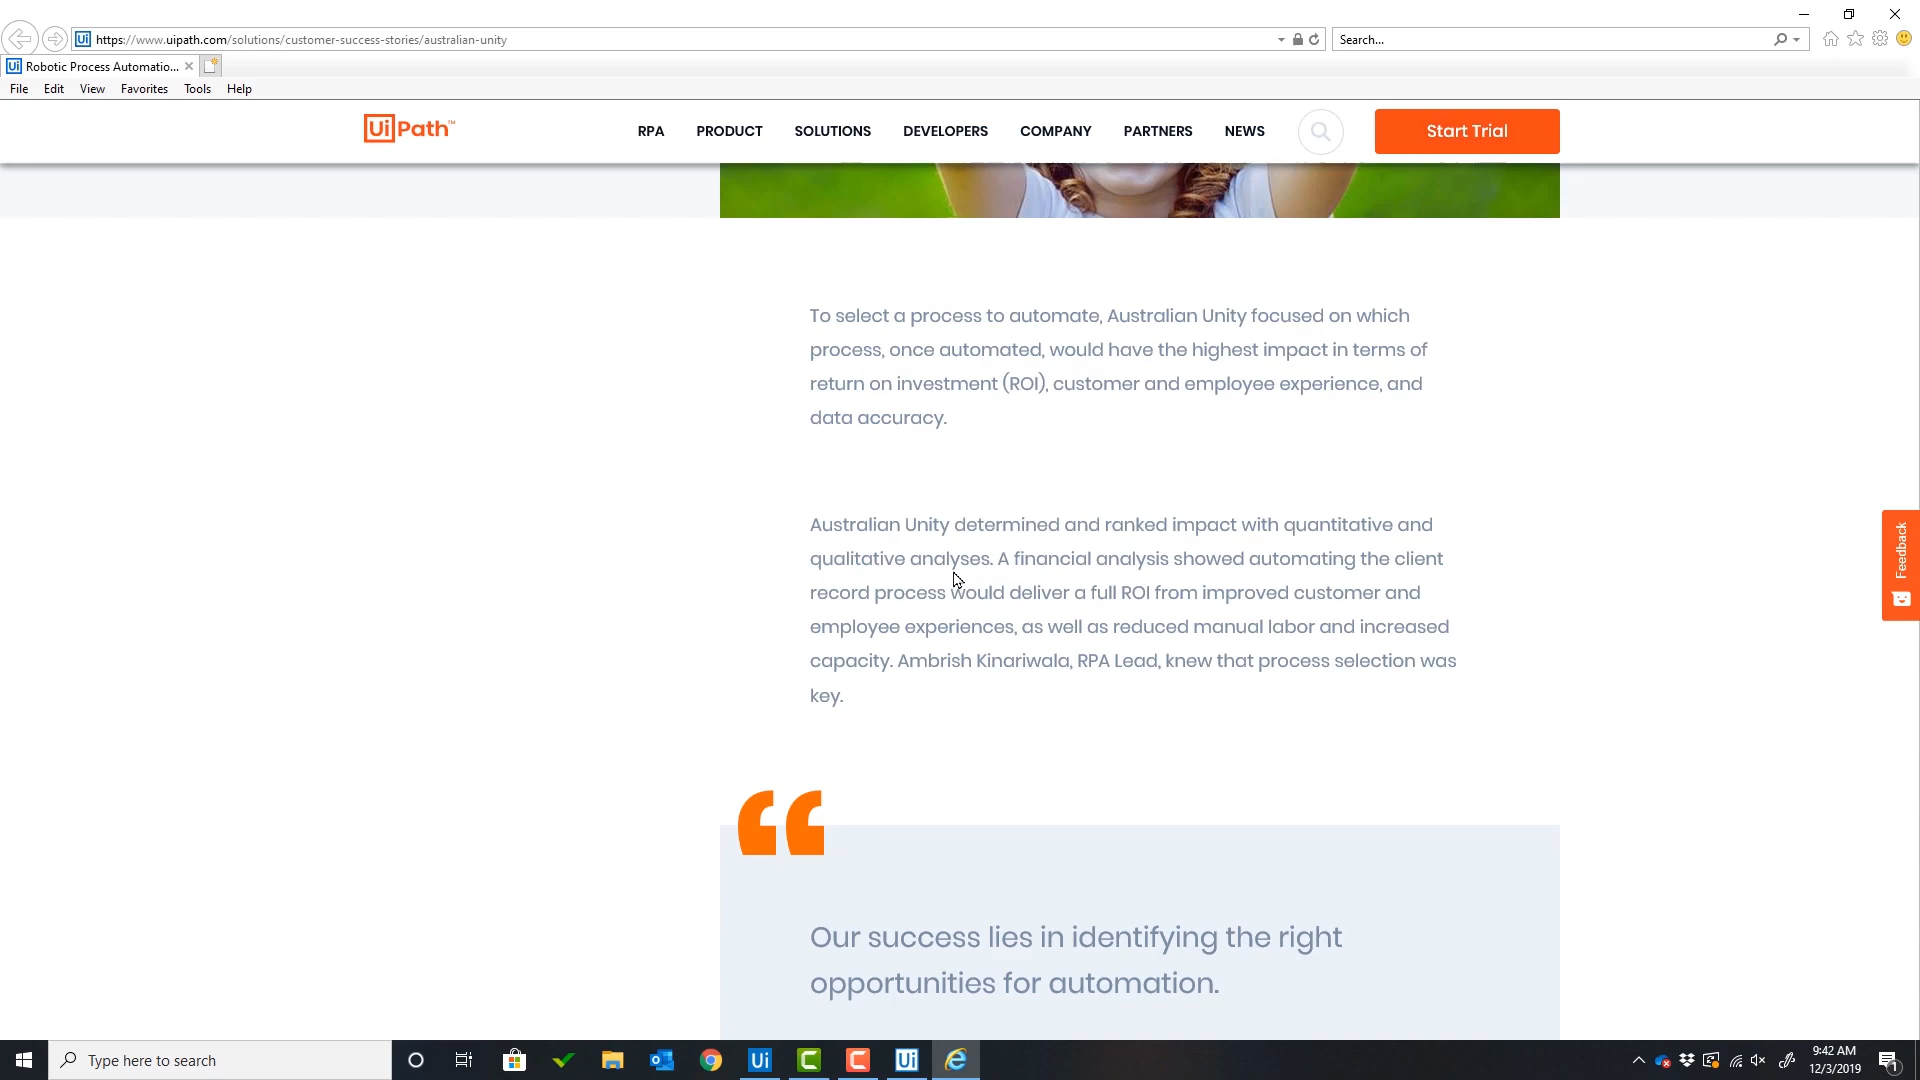 https://www.uipath.com/solutions/customer-success-stories/australian-unity
Search...
Ui Robotic Process Automatio...
File Edit View Favorites Tools Help
UiPath™
RPA PRODUCT SOLUTIONS DEVELOPERS COMPANY PARTNERS NEWS
Start Trial
To select a process to automate, Australian Unity focused on which
process, once automated, would have the highest impact in terms of
return on investment (ROI), customer and employee experience, and
data accuracy.
Australian Unity determined and ranked impact with quantitative and
qualitative analyses. A financial analysis showed automating the client
record process would deliver a full ROI from improved customer and
employee experiences, as well as reduced manual labor and increased
capacity. Ambrish Kinariwala, RPA Lead, knew that process selection was
key.
Feedback
“
Our success lies in identifying the right
opportunities for automation.
Type here to search
Ui
C
C
Ui
9:42 AM
12/3/2019
1